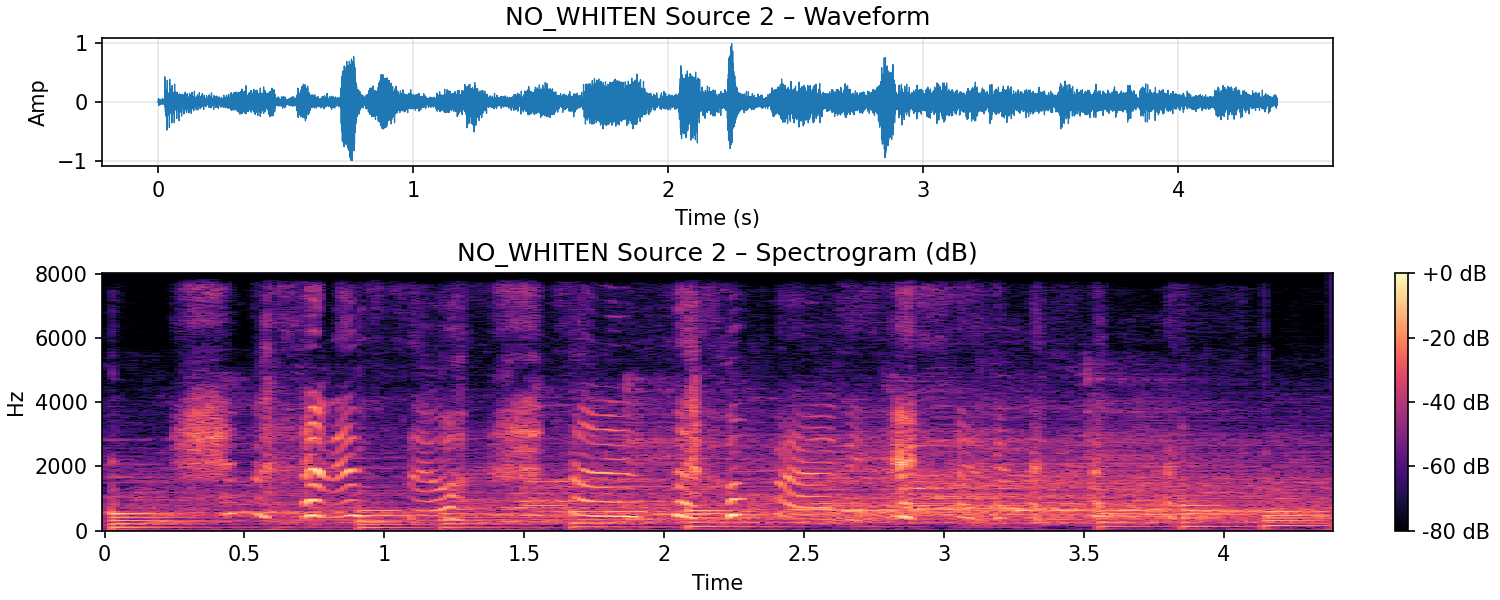 NO_WHITEN Source 2 – Waveform
1
0
−1
Amp
0 1 2 3 4
Time (s)
NO_WHITEN Source 2 – Spectrogram (dB)
8000
6000
4000
2000
0
Hz
0 0.5 1 1.5 2 2.5 3 3.5 4
Time
+0 dB
-20 dB
-40 dB
-60 dB
-80 dB